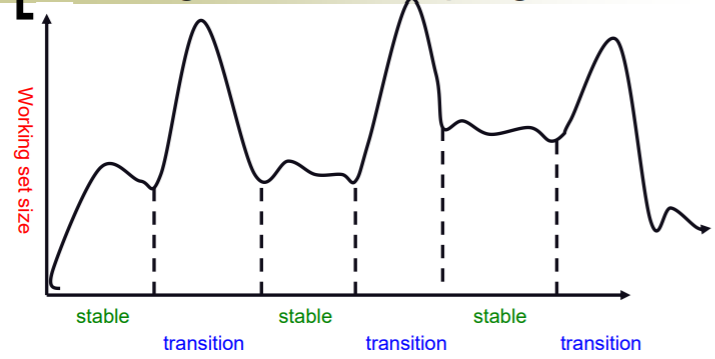 Working set size
stable
stable
stable
transition
transition
transition